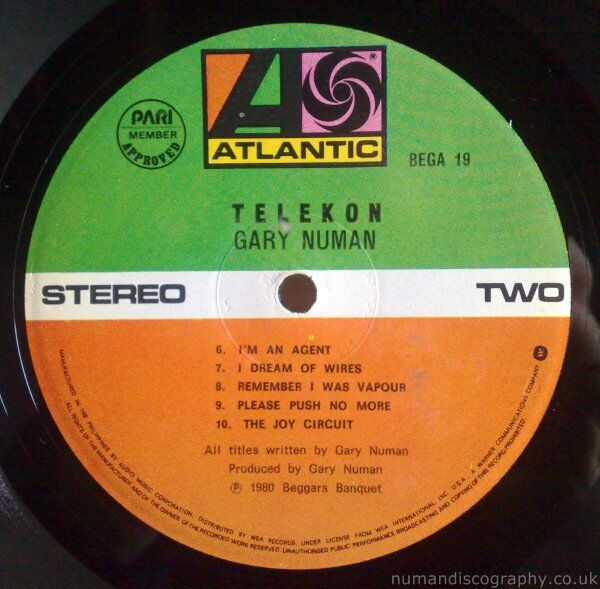 PARI
MEMBER
APPROVED
ATLANTIC
BEGA 19
TELEKON
GARY NUMAN
STEREO
TWO
6. I'M AN AGENT
7. I DREAM OF WIRES
8. REMEMBER I WAS VAPOUR
9. PLEASE PUSH NO MORE
10. THE JOY CIRCUIT
All titles written by Gary Numan
Produced by Gary Numan
℗ 1980 Beggars Banquet
MANUFACTURED IN THE PHILIPPINES BY AUDIO MUSIC CORPORATION. DISTRIBUTED BY WEA RECORDS, UNDER LICENSE FROM WEA INTERNATIONAL INC. U.S.A. A WARNER COMMUNICATIONS COMPANY.
ALL RIGHTS OF THE MANUFACTURER AND OF THE OWNER OF THE RECORDED WORK RESERVED. UNAUTHORISED PUBLIC PERFORMANCE BROADCASTING AND COPYING OF THIS RECORD PROHIBITED.
numandiscography.co.uk